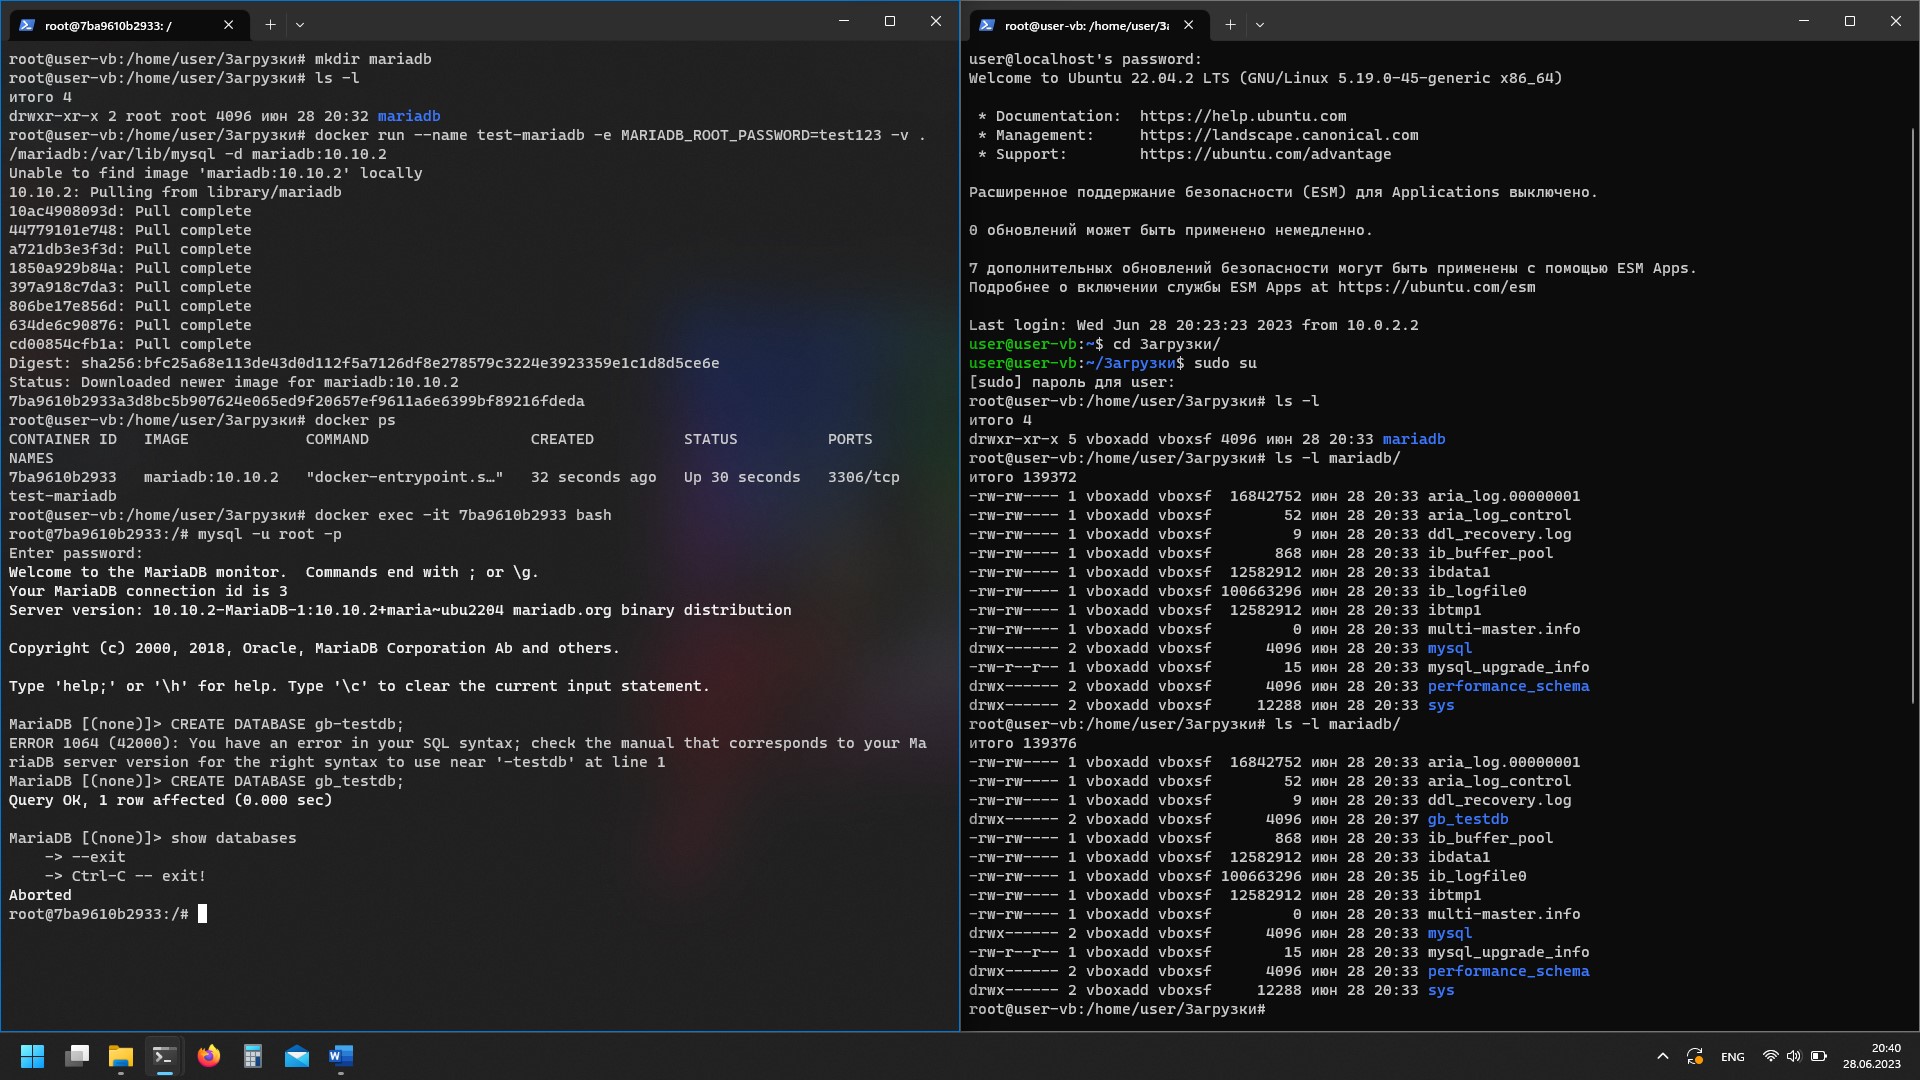 root@7ba9610b2933: /
root@user-vb:/home/user/Загрузки# mkdir mariadb
root@user-vb:/home/user/Загрузки# ls -l
итого 4
drwxr-xr-x 2 root root 4096 июн 28 20:32 mariadb
root@user-vb:/home/user/Загрузки# docker run --name test-mariadb -e MARIADB_ROOT_PASSWORD=test123 -v .
/mariadb:/var/lib/mysql -d mariadb:10.10.2
Unable to find image 'mariadb:10.10.2' locally
10.10.2: Pulling from library/mariadb
10ac4908093d: Pull complete
44779101e748: Pull complete
a721db3e3f3d: Pull complete
1850a929b84a: Pull complete
397a918c7da3: Pull complete
806be17e856d: Pull complete
634de6c90876: Pull complete
cd00854cfb1a: Pull complete
Digest: sha256:bfc25a68e113de43d0d112f5a7126df8e278579c3224e3923359e1c1d8d5ce6e
Status: Downloaded newer image for mariadb:10.10.2
7ba9610b2933a3d8bc5b907624e065ed9f20657ef9611a6e6399bf89216fdeda
root@user-vb:/home/user/Загрузки# docker ps
CONTAINER ID   IMAGE             COMMAND                  CREATED          STATUS          PORTS
NAMES
7ba9610b2933   mariadb:10.10.2   "docker-entrypoint.s…"   32 seconds ago   Up 30 seconds   3306/tcp
test-mariadb
root@user-vb:/home/user/Загрузки# docker exec -it 7ba9610b2933 bash
root@7ba9610b2933:/# mysql -u root -p
Enter password:
Welcome to the MariaDB monitor.  Commands end with ; or \g.
Your MariaDB connection id is 3
Server version: 10.10.2-MariaDB-1:10.10.2+maria~ubu2204 mariadb.org binary distribution
Copyright (c) 2000, 2018, Oracle, MariaDB Corporation Ab and others.
Type 'help;' or '\h' for help. Type '\c' to clear the current input statement.
MariaDB [(none)]> CREATE DATABASE gb-testdb;
ERROR 1064 (42000): You have an error in your SQL syntax; check the manual that corresponds to your Ma
riaDB server version for the right syntax to use near '-testdb' at line 1
MariaDB [(none)]> CREATE DATABASE gb_testdb;
Query OK, 1 row affected (0.000 sec)
MariaDB [(none)]> show databases
    -> --exit
    -> Ctrl-C -- exit!
Aborted
root@7ba9610b2933:/#
root@user-vb: /home/user/За
user@localhost's password:
Welcome to Ubuntu 22.04.2 LTS (GNU/Linux 5.19.0-45-generic x86_64)
 * Documentation:  https://help.ubuntu.com
 * Management:     https://landscape.canonical.com
 * Support:        https://ubuntu.com/advantage
Расширенное поддержание безопасности (ESM) для Applications выключено.
0 обновлений может быть применено немедленно.
7 дополнительных обновлений безопасности могут быть применены с помощью ESM Apps.
Подробнее о включении службы ESM Apps at https://ubuntu.com/esm
Last login: Wed Jun 28 20:23:23 2023 from 10.0.2.2
user@user-vb:~$ cd Загрузки/
user@user-vb:~/Загрузки$ sudo su
[sudo] пароль для user:
root@user-vb:/home/user/Загрузки# ls -l
итого 4
drwxr-xr-x 5 vboxadd vboxsf 4096 июн 28 20:33 mariadb
root@user-vb:/home/user/Загрузки# ls -l mariadb/
итого 139372
-rw-rw---- 1 vboxadd vboxsf  16842752 июн 28 20:33 aria_log.00000001
-rw-rw---- 1 vboxadd vboxsf        52 июн 28 20:33 aria_log_control
-rw-rw---- 1 vboxadd vboxsf         9 июн 28 20:33 ddl_recovery.log
-rw-rw---- 1 vboxadd vboxsf       868 июн 28 20:33 ib_buffer_pool
-rw-rw---- 1 vboxadd vboxsf  12582912 июн 28 20:33 ibdata1
-rw-rw---- 1 vboxadd vboxsf 100663296 июн 28 20:33 ib_logfile0
-rw-rw---- 1 vboxadd vboxsf  12582912 июн 28 20:33 ibtmp1
-rw-rw---- 1 vboxadd vboxsf         0 июн 28 20:33 multi-master.info
drwx------ 2 vboxadd vboxsf      4096 июн 28 20:33 mysql
-rw-r--r-- 1 vboxadd vboxsf        15 июн 28 20:33 mysql_upgrade_info
drwx------ 2 vboxadd vboxsf      4096 июн 28 20:33 performance_schema
drwx------ 2 vboxadd vboxsf     12288 июн 28 20:33 sys
root@user-vb:/home/user/Загрузки# ls -l mariadb/
итого 139376
-rw-rw---- 1 vboxadd vboxsf  16842752 июн 28 20:33 aria_log.00000001
-rw-rw---- 1 vboxadd vboxsf        52 июн 28 20:33 aria_log_control
-rw-rw---- 1 vboxadd vboxsf         9 июн 28 20:33 ddl_recovery.log
drwx------ 2 vboxadd vboxsf      4096 июн 28 20:37 gb_testdb
-rw-rw---- 1 vboxadd vboxsf       868 июн 28 20:33 ib_buffer_pool
-rw-rw---- 1 vboxadd vboxsf  12582912 июн 28 20:33 ibdata1
-rw-rw---- 1 vboxadd vboxsf 100663296 июн 28 20:35 ib_logfile0
-rw-rw---- 1 vboxadd vboxsf  12582912 июн 28 20:33 ibtmp1
-rw-rw---- 1 vboxadd vboxsf         0 июн 28 20:33 multi-master.info
drwx------ 2 vboxadd vboxsf      4096 июн 28 20:33 mysql
-rw-r--r-- 1 vboxadd vboxsf        15 июн 28 20:33 mysql_upgrade_info
drwx------ 2 vboxadd vboxsf      4096 июн 28 20:33 performance_schema
drwx------ 2 vboxadd vboxsf     12288 июн 28 20:33 sys
root@user-vb:/home/user/Загрузки#
ENG
20:40
28.06.2023